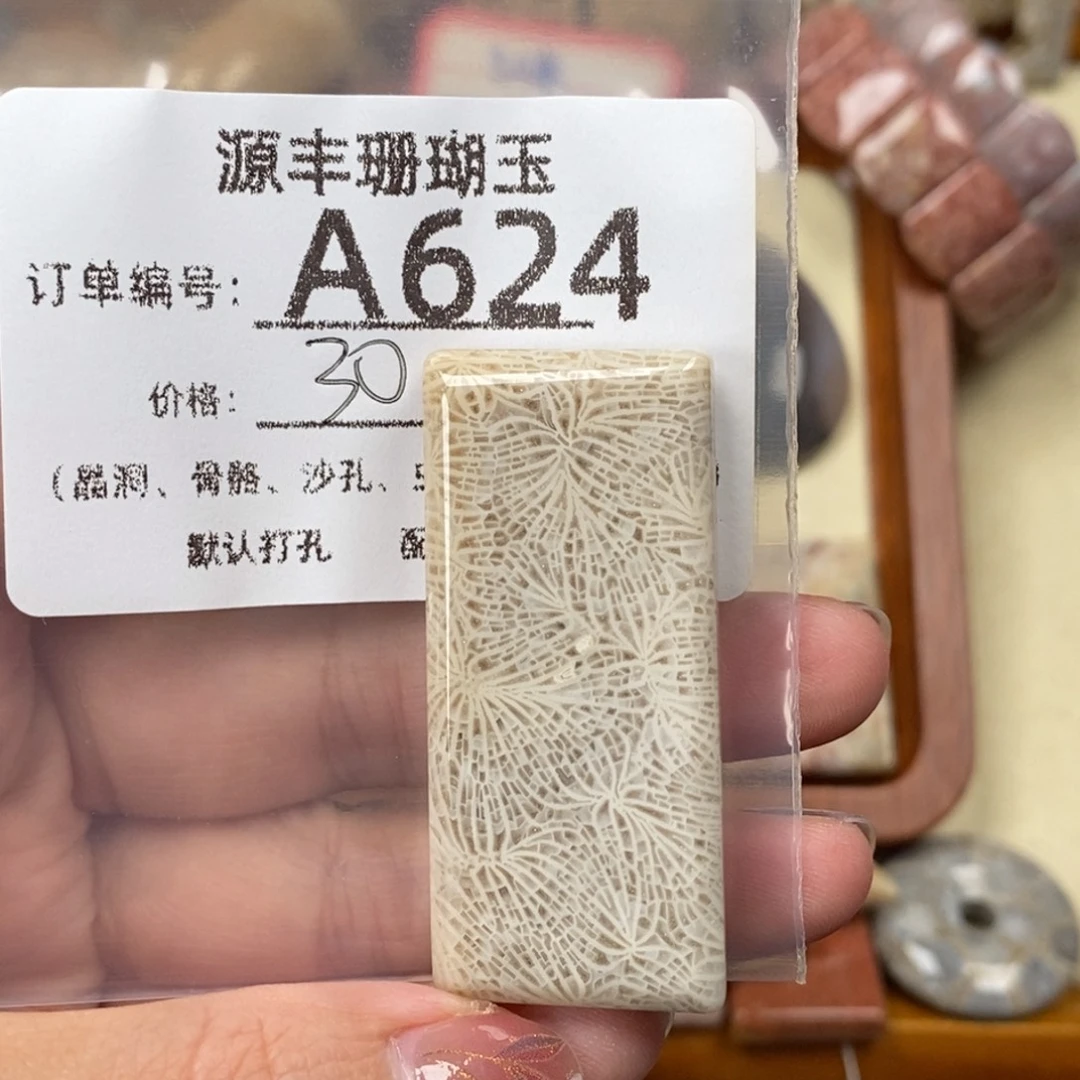 源丰珊瑚玉
订单编号：A624
价格：30
（晶洞、骨骼、沙孔、
默认打孔 配